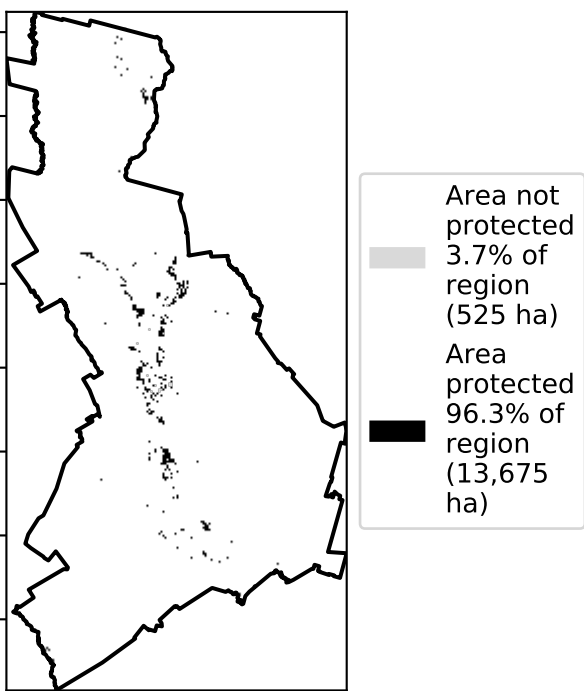 Area not
protected
3.7% of
region
(525 ha)
Area
protected
96.3% of
region
(13,675
ha)